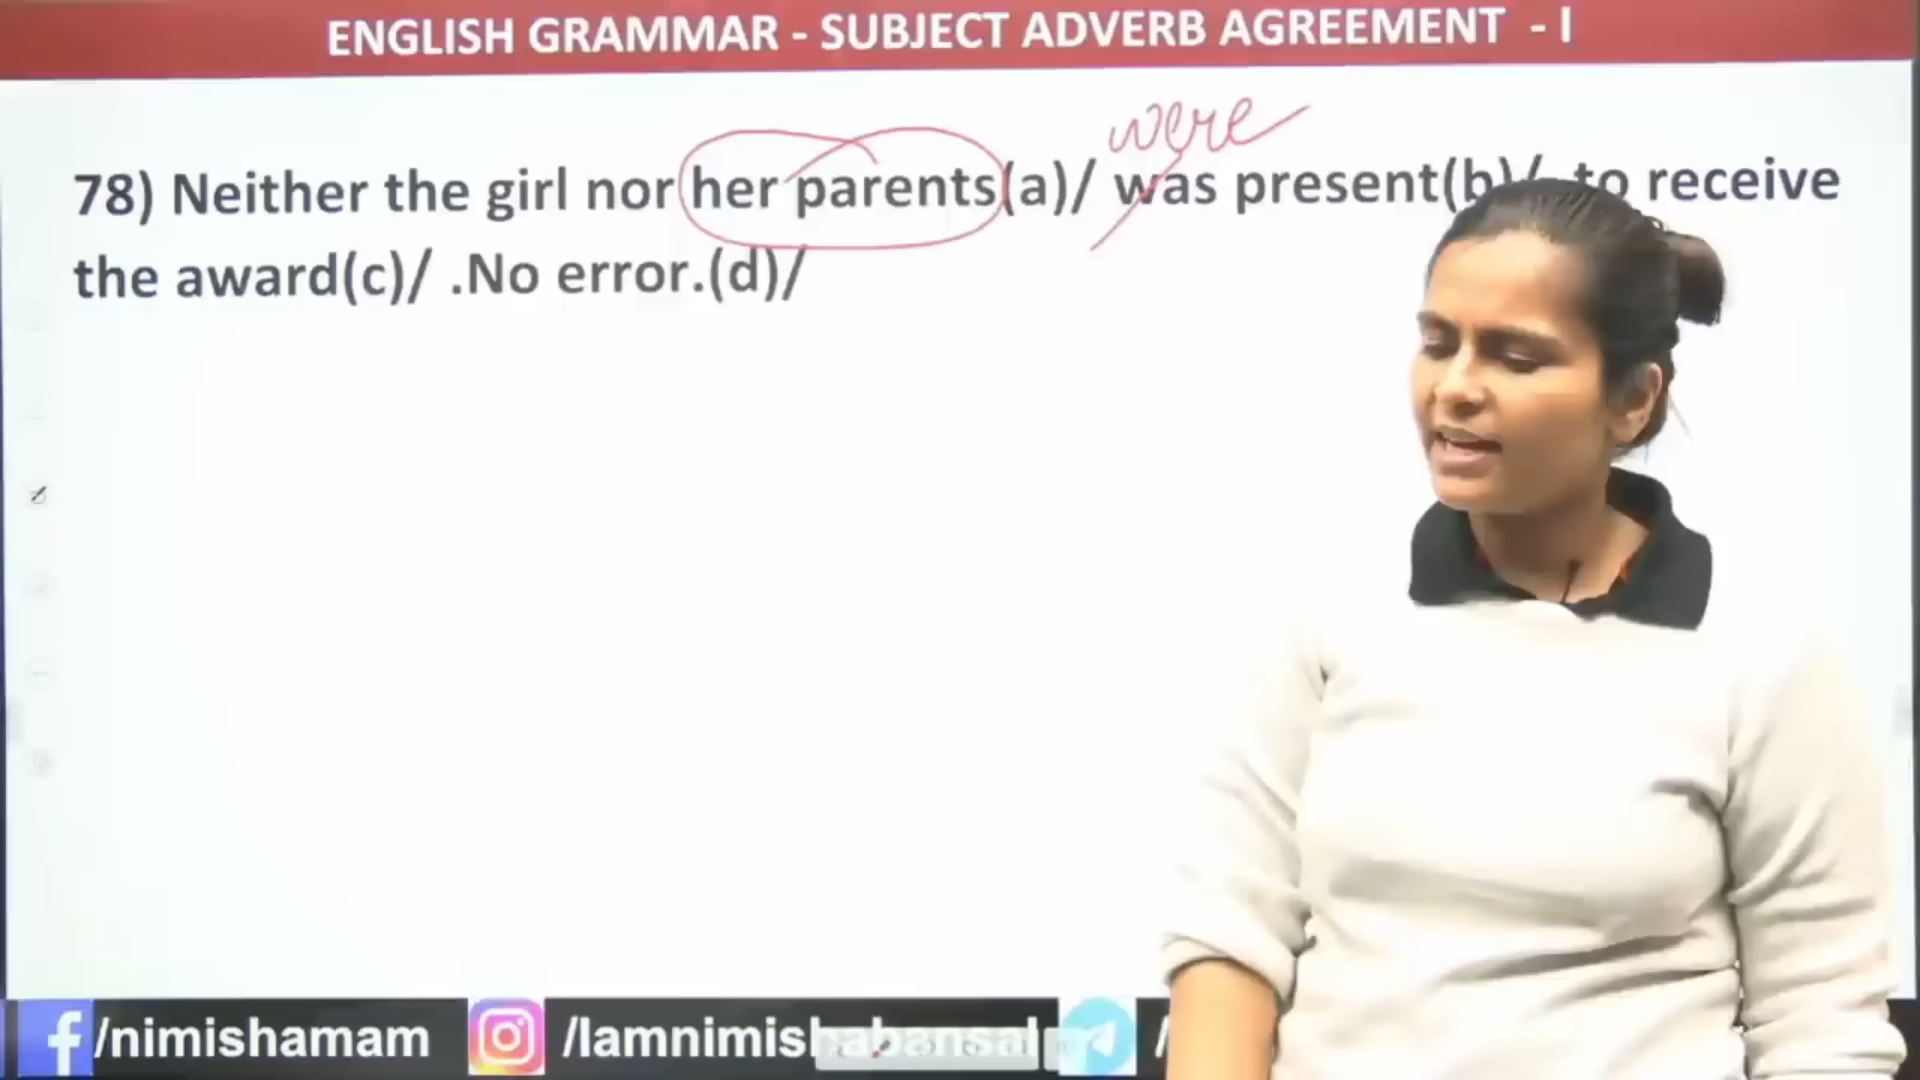 ENGLISH GRAMMAR - SUBJECT ADVERB AGREEMENT - I
were
78) Neither the girl nor her parents(a)/ was present(b)/ to receive
the award(c)/ .No error.(d)/
/nimishamam /Iamnimishabansal /